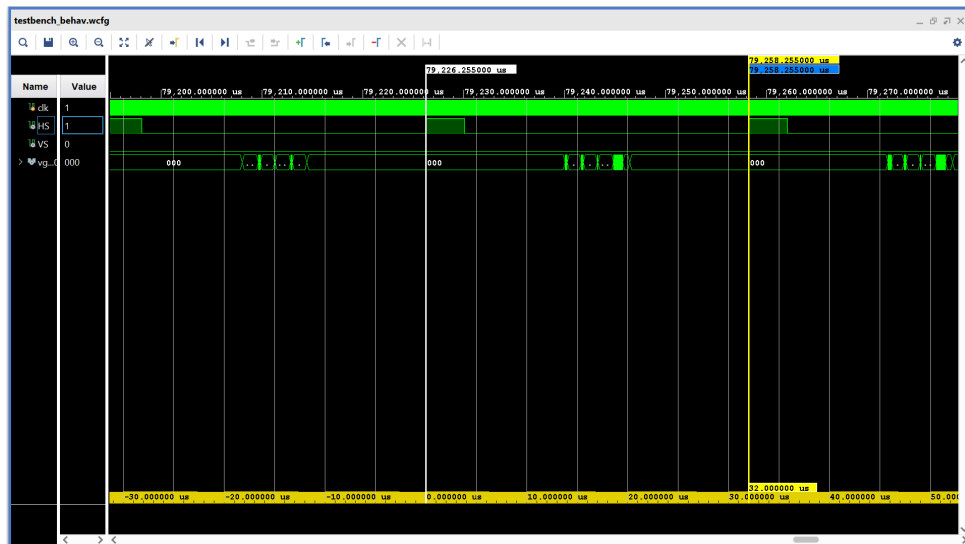 testbench_behav.wcfg
79,258.255000 us
79,226.255000 us
79,258.255000 us
Name
Value
79,200.000000 us
79,210.000000 us
79,220.000000 us
79,230.000000 us
79,240.000000 us
79,250.000000 us
79,260.000000 us
79,270.000000 us
clk
1
HS
1
VS
0
vg...0
000
000
000
000
32.000000 us
-30.000000 us
-20.000000 us
-10.000000 us
0.000000 us
10.000000 us
20.000000 us
30.000000 us
40.000000 us
50.00